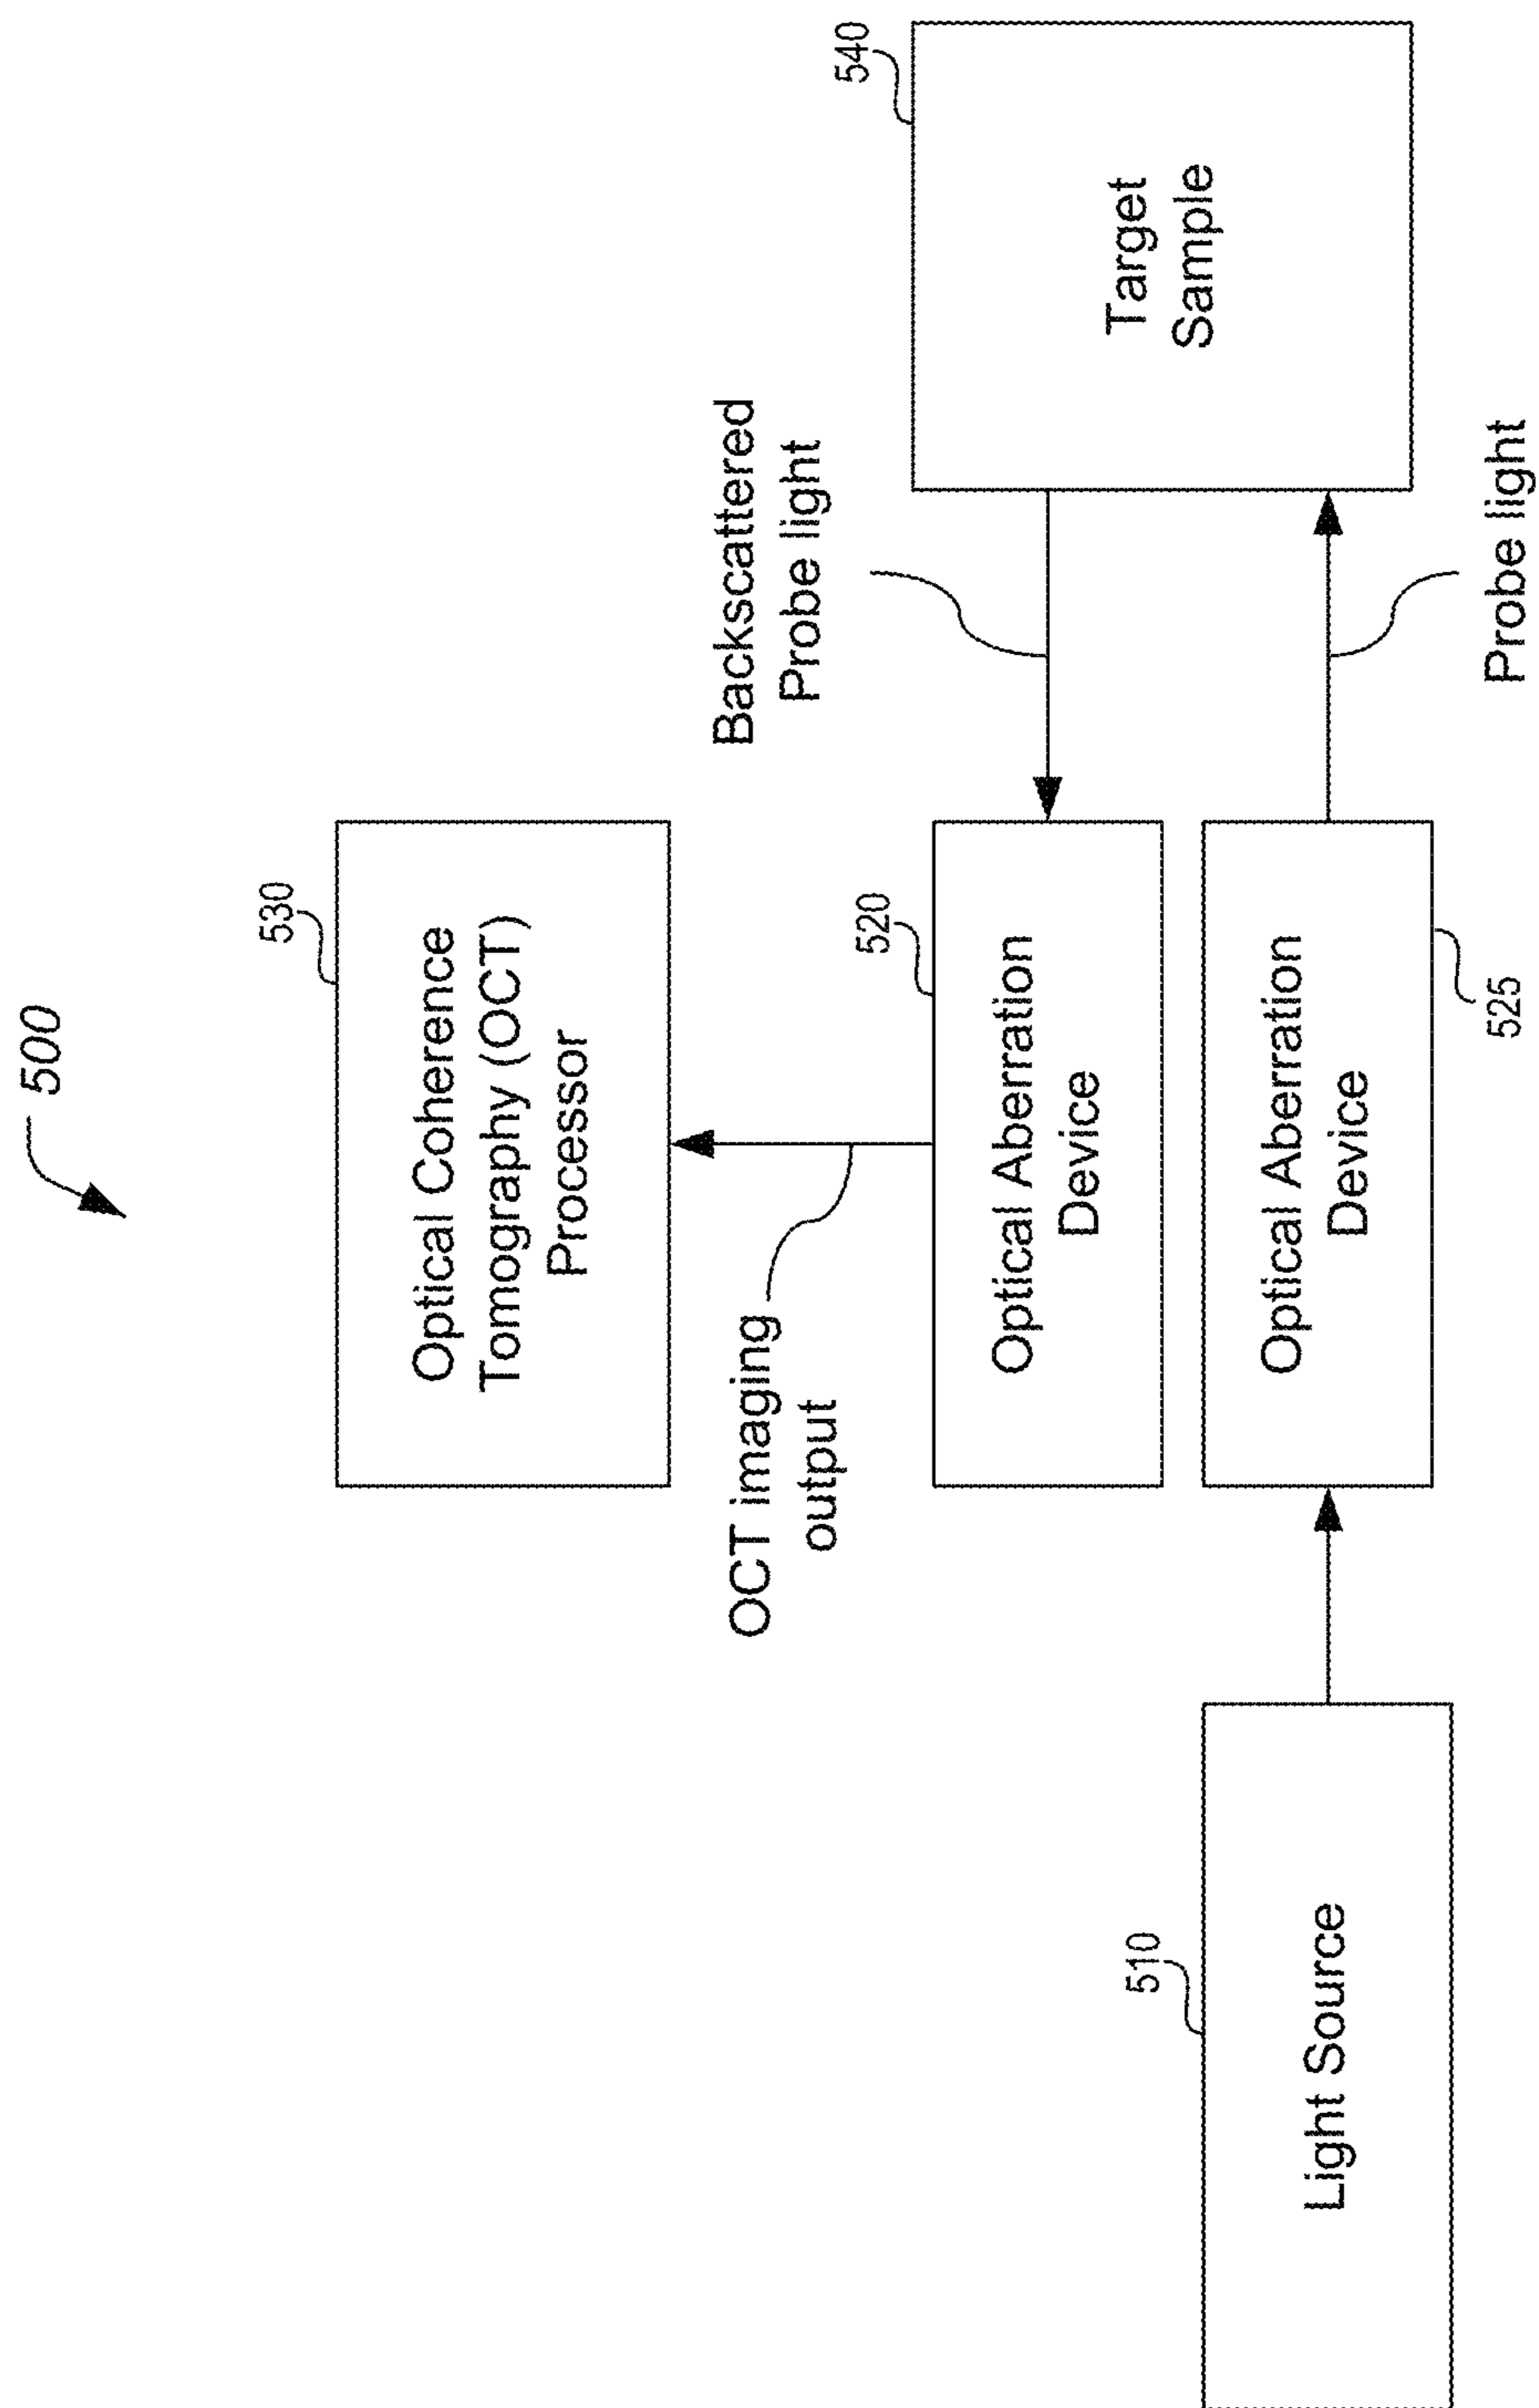 500
530
Optical Coherence
Tomography (OCT)
Processor
OCT imaging
output
Backscattered
Probe light
540
Target
Sample
520
Optical Aberration
Device
Optical Aberration
Device
525
Probe light
510
Light Source